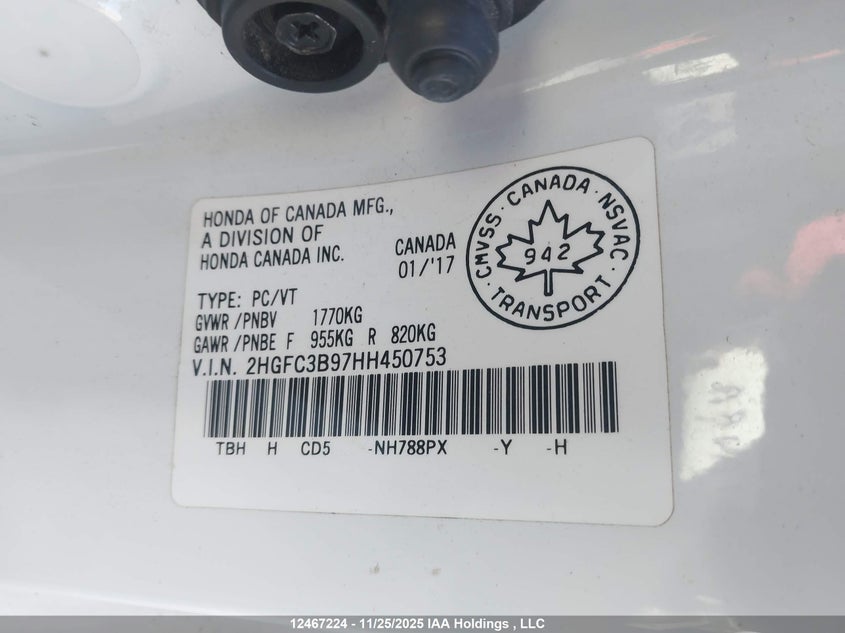 HONDA OF CANADA MFG.,
A DIVISION OF
HONDA CANADA INC.
CANADA
01/'17
CMVSS · CANADA · NSVAC · TRANSPORT ·
942
TYPE: PC/VT
GVWR /PNBV 1770KG
GAWR /PNBE F 955KG R 820KG
V.I.N. 2HGFC3B97HH450753
TBH H CD5 -NH788PX -Y -H
12467224 - 11/25/2025 IAA Holdings , LLC